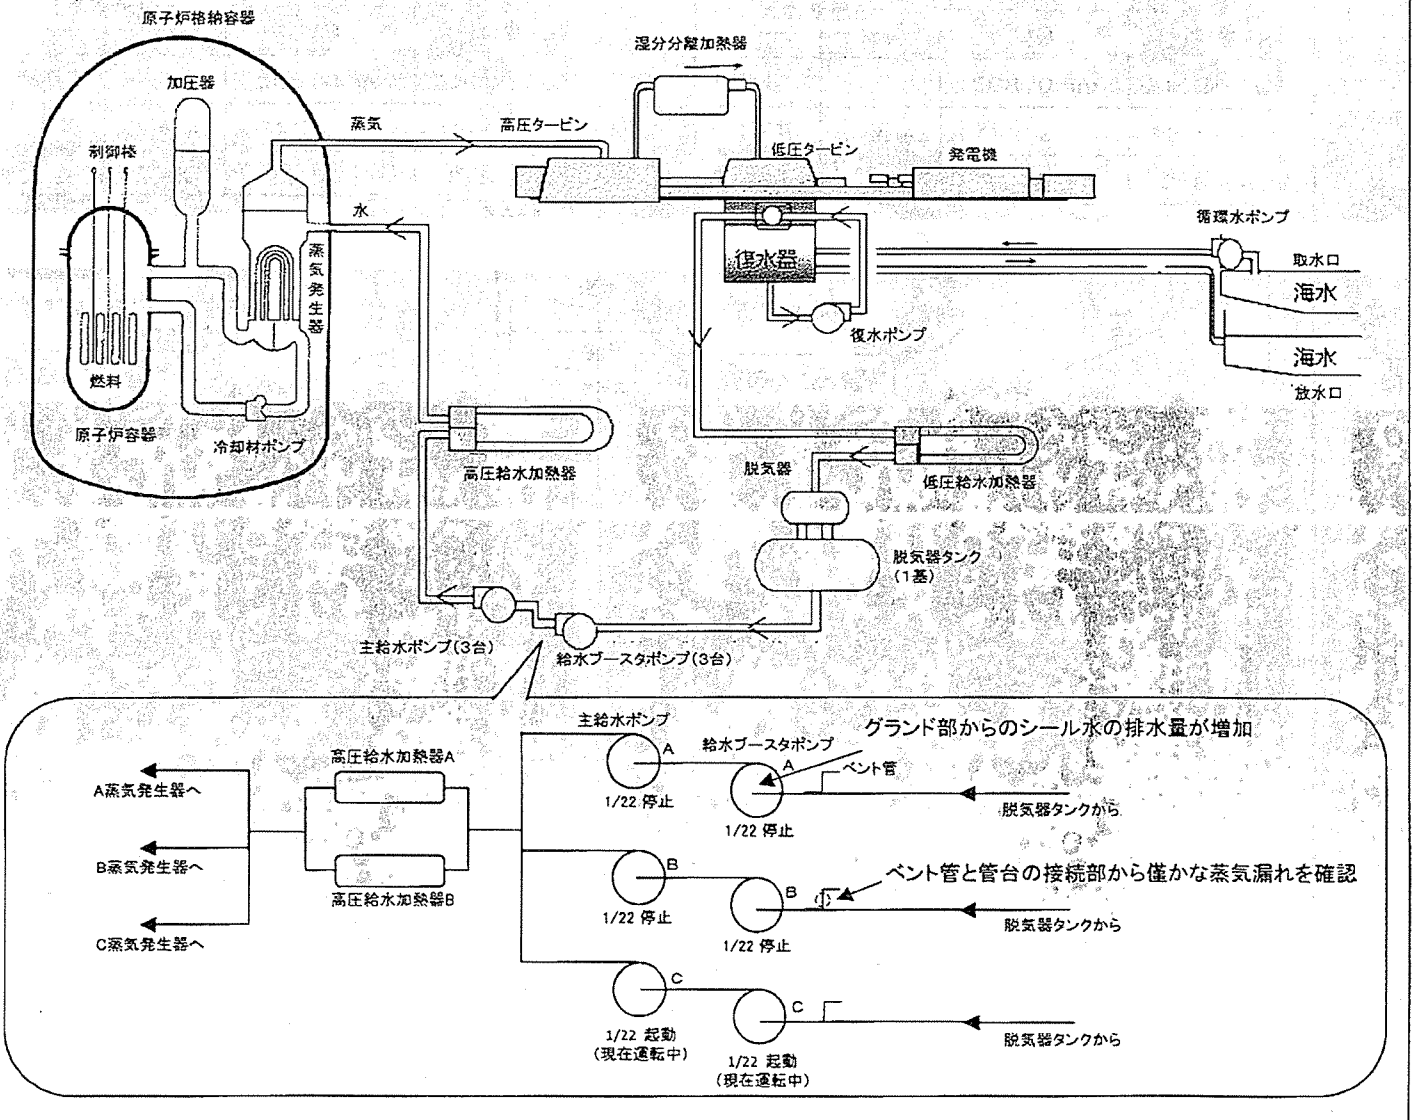 原子炉格納容器
湿分分離加熱器
加圧器
蒸気
高圧タービン
制御棒
低圧タービン
発電機
水
循環水ポンプ
蒸気発生器
復水器
取水口
海水
復水ポンプ
海水
燃料
放水口
原子炉容器
冷却材ポンプ
高圧給水加熱器
脱気器
低圧給水加熱器
脱気器タンク
(1基)
主給水ポンプ(3台)
給水ブースタポンプ(3台)
主給水ポンプ
グランド部からのシール水の排水量が増加
給水ブースタポンプ
高圧給水加熱器A
A
A
ベント管
A蒸気発生器へ
1/22 停止
脱気器タンクから
1/22 停止
B蒸気発生器へ
B
ベント管と管台の接続部から僅かな蒸気漏れを確認
B
高圧給水加熱器B
1/22 停止
脱気器タンクから
C蒸気発生器へ
1/22 停止
C
C
1/22 起動
(現在運転中)
脱気器タンクから
1/22 起動
(現在運転中)